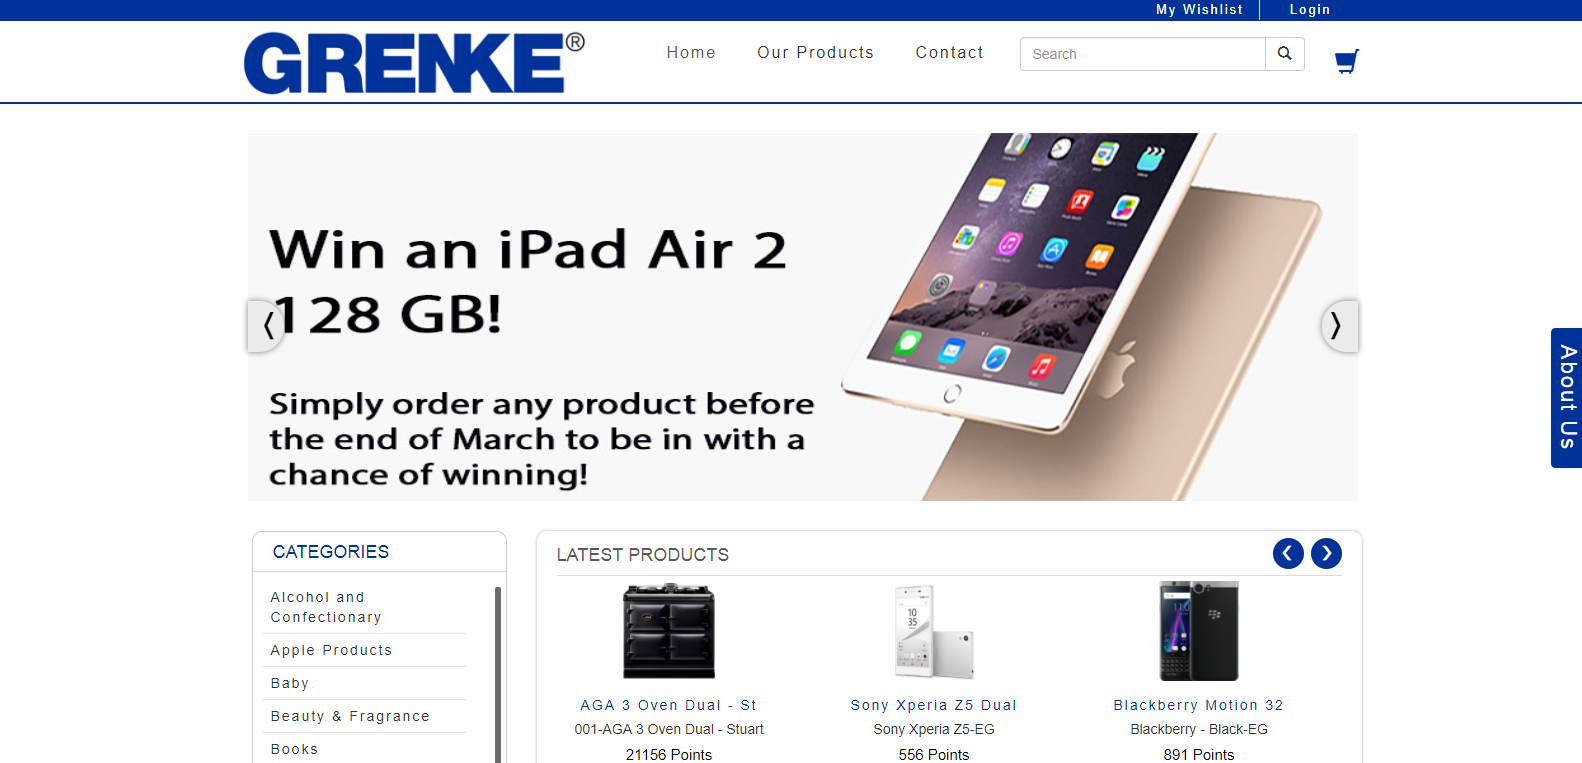 My Wishlist
Login
GRENKE®
Home
Our Products
Contact
Search
Win an iPad Air 2
128 GB!
Simply order any product before
the end of March to be in with a
chance of winning!
About Us
CATEGORIES
Alcohol and
Confectionary
Apple Products
Baby
Beauty & Fragrance
Books
LATEST PRODUCTS
10
35
AGA 3 Oven Dual - St
001-AGA 3 Oven Dual - Stuart
21156 Points
Sony Xperia Z5 Dual
Sony Xperia Z5-EG
556 Points
Blackberry Motion 32
Blackberry - Black-EG
891 Points